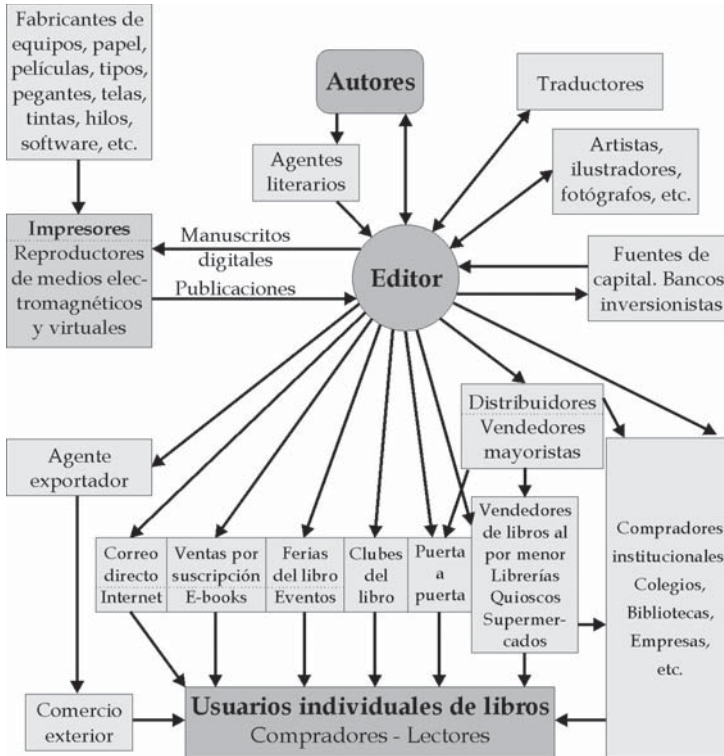 Fabricantes de
equipos, papel,
películas, tipos,
pegantes, telas,
tintas, hilos,
software, etc.
Autores
Traductores
Agentes
literarios
Artistas,
ilustradores,
fotógrafos, etc.
Impresores
Reproductores
de medios elec-
tromagnéticos
y virtuales
Manuscritos
digitales
Publicaciones
Editor
Fuentes de
capital. Bancos
inversionistas
Distribuidores
Vendedores
mayoristas
Agente
exportador
Correo
directo
Internet
Ventas por
suscripción
E-books
Ferias
del libro
Eventos
Clubes
del
libro
Puerta
a
puerta
Vendedores
de libros al
por menor
Librerías
Quioscos
Supermer-
cados
Compradores
institucionales
Colegios,
Bibliotecas,
Empresas,
etc.
Comercio
exterior
Usuarios individuales de libros
Compradores - Lectores